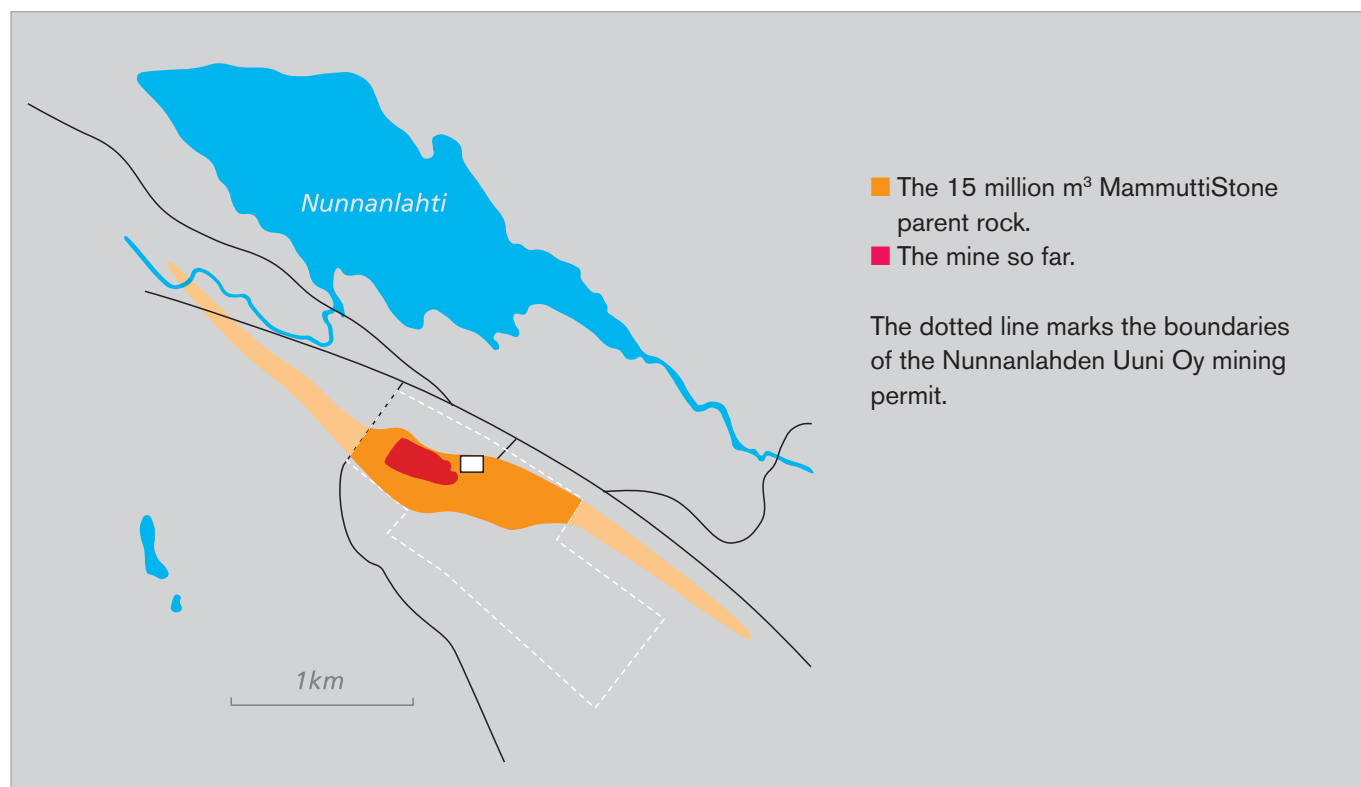 Nunnanlahti
The 15 million m³ MammuttiStone
parent rock.
The mine so far.
The dotted line marks the boundaries
of the Nunnanlahden Uuni Oy mining
permit.
1km